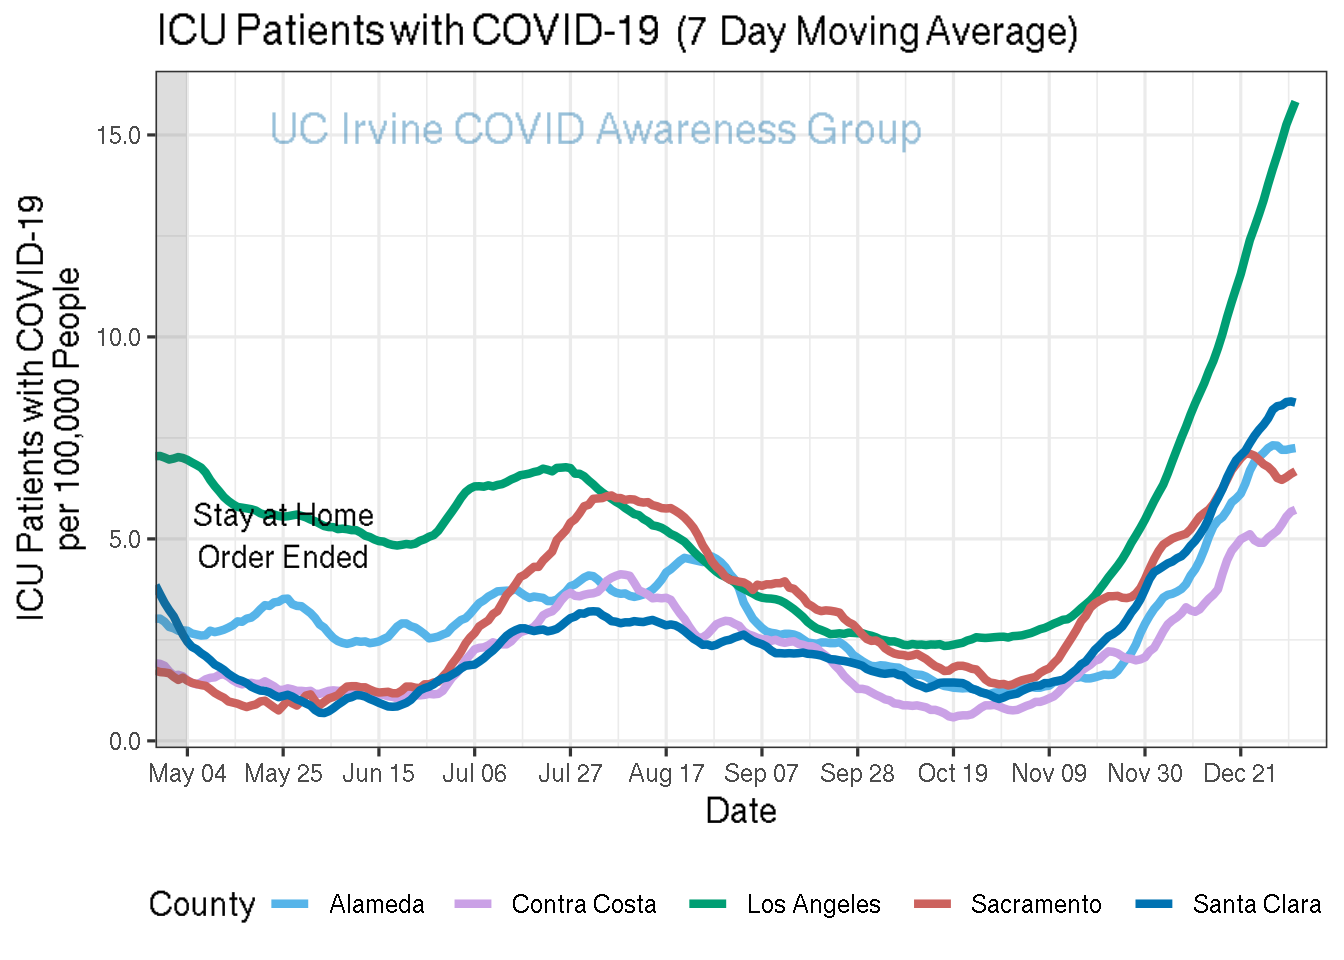 ICU Patients with COVID-19 (7 Day Moving Average)
UC Irvine COVID Awareness Group
ICU Patients with COVID-19
per 100,000 People
15.0
10.0
5.0
0.0
Stay at Home
Order Ended
May 04 May 25 Jun 15 Jul 06 Jul 27 Aug 17 Sep 07 Sep 28 Oct 19 Nov 09 Nov 30 Dec 21
Date
County Alameda Contra Costa Los Angeles Sacramento Santa Clara